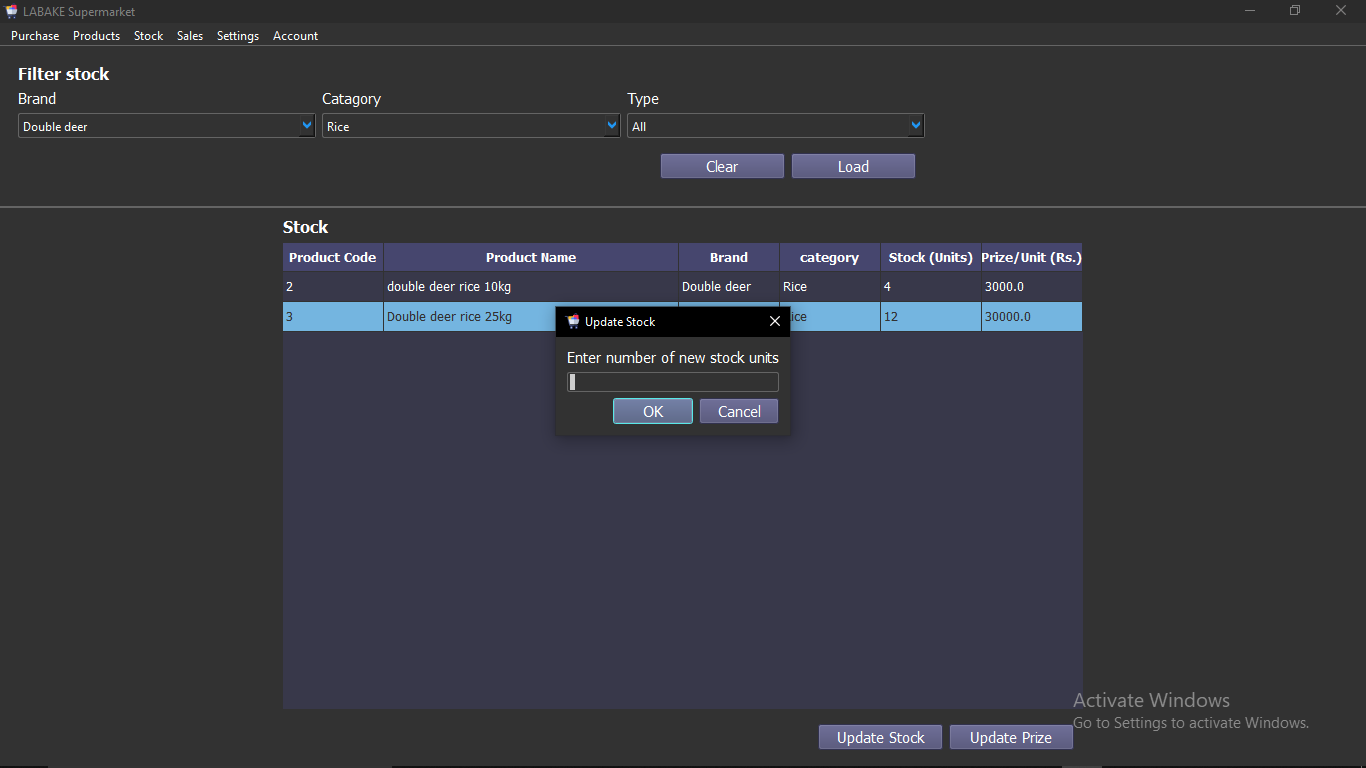 LABAKE Supermarket
Purchase Products Stock Sales Settings Account
Filter stock
Brand Catagory Type
Double deer Rice All
Clear Load
Stock
Product Code Product Name Brand category Stock (Units) Prize/Unit (Rs.)
2 double deer rice 10kg Double deer Rice 4 3000.0
3 Double deer rice 25kg ice 12 30000.0
Update Stock
Enter number of new stock units
OK Cancel
Activate Windows
Go to Settings to activate Windows.
Update Stock Update Prize